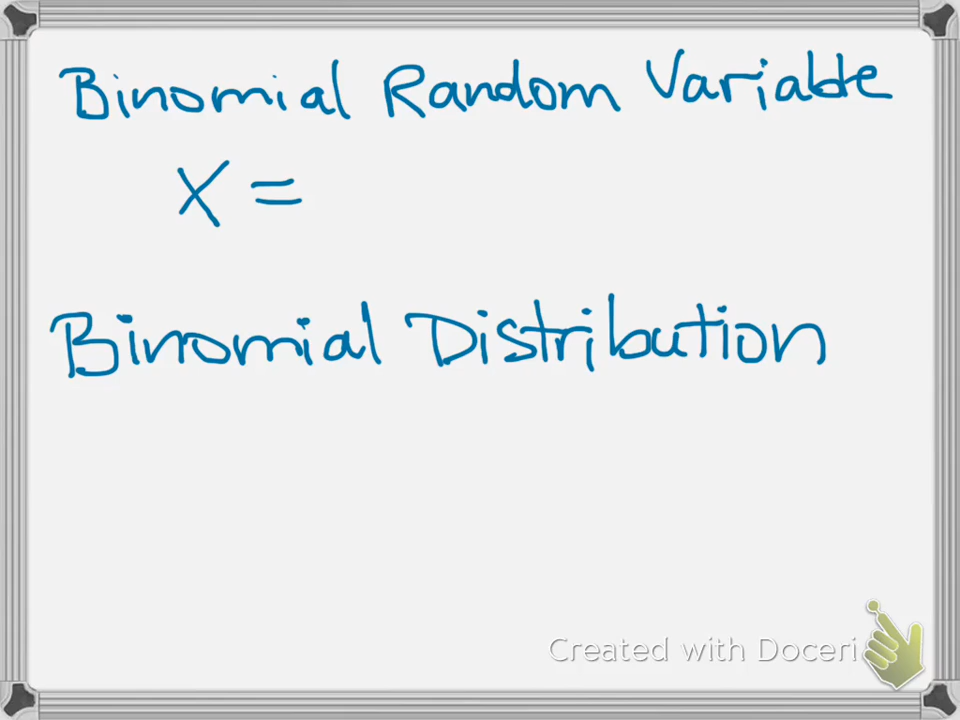 Binomial Random Variable
X =
Binomial Distribution
Created with Doceri